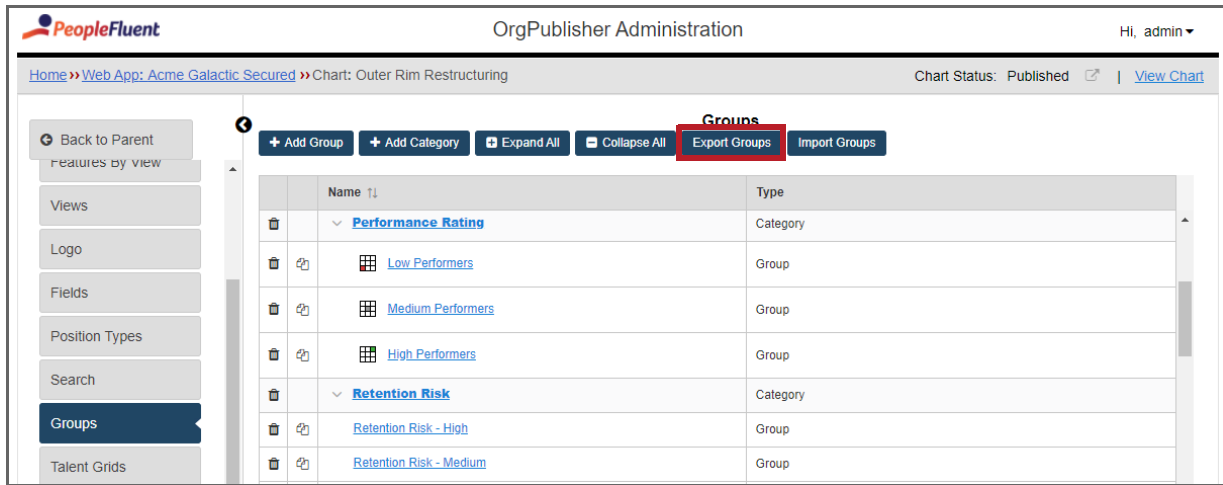 PeopleFluent
OrgPublisher Administration
Hi, admin
Home ›› Web App: Acme Galactic Secured ›› Chart: Outer Rim Restructuring
Chart Status: Published | View Chart
Back to Parent
Features By View
Views
Logo
Fields
Position Types
Search
Groups
Talent Grids
Groups
+ Add Group + Add Category Expand All Collapse All Export Groups Import Groups
Name Type
Performance Rating Category
Low Performers Group
Medium Performers Group
High Performers Group
Retention Risk Category
Retention Risk - High Group
Retention Risk - Medium Group